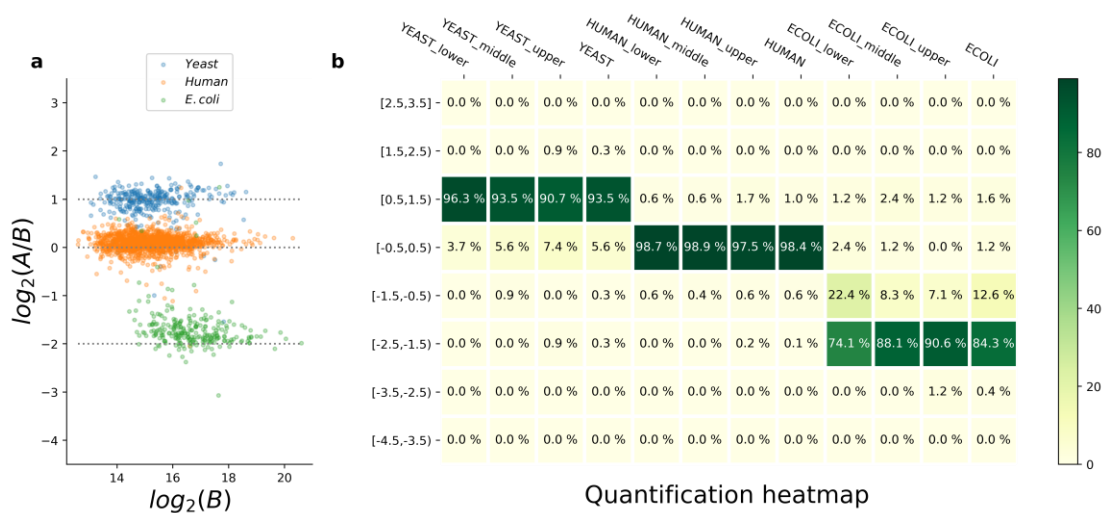 a
Yeast
Human
E. coli
3
2
1
0
−1
−2
−3
−4
14
16
18
20
log2(A/B)
log2(B)
b
YEAST_lower
YEAST_middle
YEAST_upper
YEAST
HUMAN_lower
HUMAN_middle
HUMAN_upper
HUMAN
ECOLI_lower
ECOLI_middle
ECOLI_upper
ECOLI
[2.5,3.5] 0.0 % 0.0 % 0.0 % 0.0 % 0.0 % 0.0 % 0.0 % 0.0 % 0.0 % 0.0 % 0.0 % 0.0 %
[1.5,2.5) 0.0 % 0.0 % 0.9 % 0.3 % 0.0 % 0.0 % 0.0 % 0.0 % 0.0 % 0.0 % 0.0 % 0.0 %
[0.5,1.5) 96.3 % 93.5 % 90.7 % 93.5 % 0.6 % 0.6 % 1.7 % 1.0 % 1.2 % 2.4 % 1.2 % 1.6 %
[-0.5,0.5) 3.7 % 5.6 % 7.4 % 5.6 % 98.7 % 98.9 % 97.5 % 98.4 % 2.4 % 1.2 % 0.0 % 1.2 %
[-1.5,-0.5) 0.0 % 0.9 % 0.0 % 0.3 % 0.6 % 0.4 % 0.6 % 0.6 % 22.4 % 8.3 % 7.1 % 12.6 %
[-2.5,-1.5) 0.0 % 0.0 % 0.9 % 0.3 % 0.0 % 0.0 % 0.2 % 0.1 % 74.1 % 88.1 % 90.6 % 84.3 %
[-3.5,-2.5) 0.0 % 0.0 % 0.0 % 0.0 % 0.0 % 0.0 % 0.0 % 0.0 % 0.0 % 0.0 % 1.2 % 0.4 %
[-4.5,-3.5) 0.0 % 0.0 % 0.0 % 0.0 % 0.0 % 0.0 % 0.0 % 0.0 % 0.0 % 0.0 % 0.0 % 0.0 %
Quantification heatmap
80
60
40
20
0